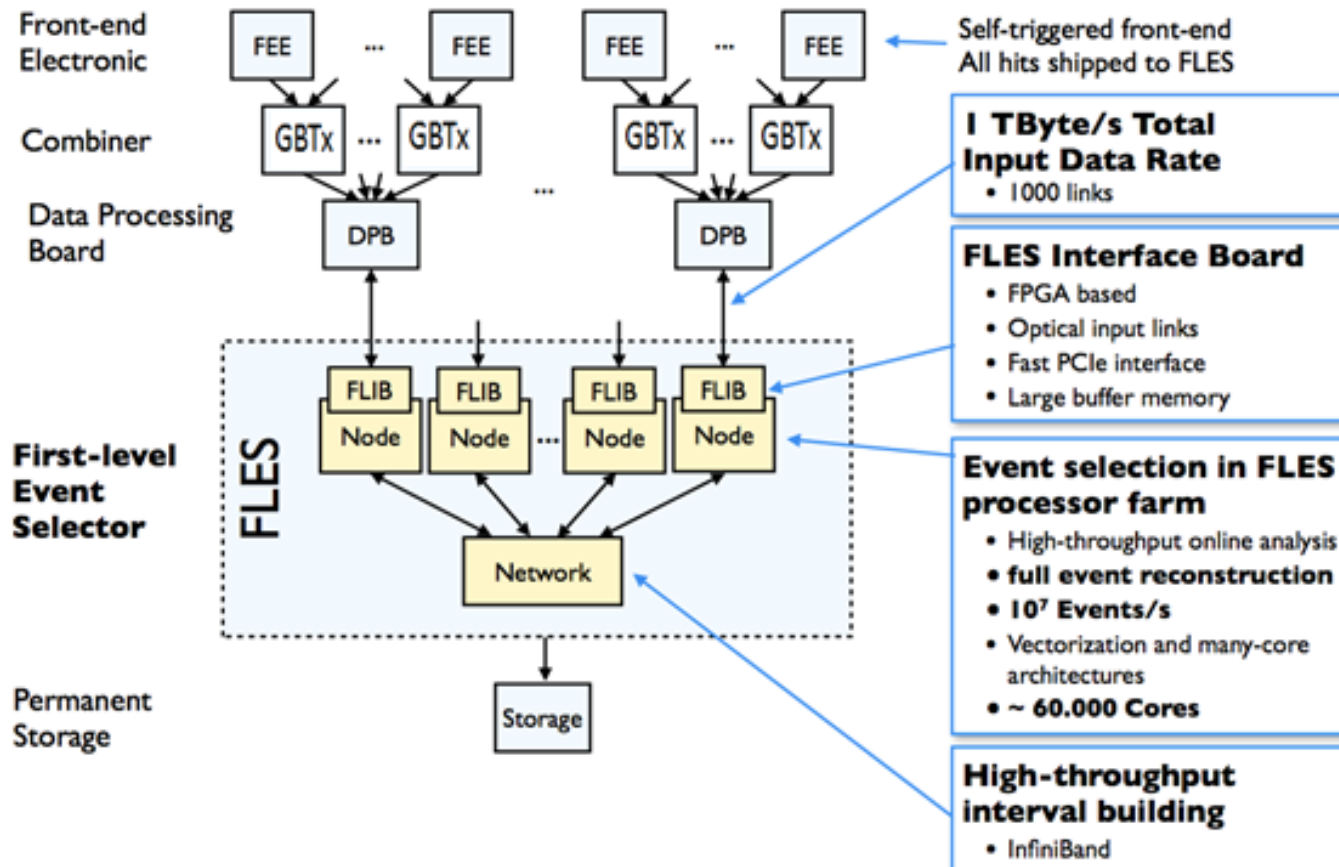 Front-end
Electronic
FEE ... FEE FEE ... FEE
Self-triggered front-end
All hits shipped to FLES
Combiner
GBTx ... GBTx GBTx ... GBTx
...
Data Processing
Board
DPB DPB
1 TByte/s Total
Input Data Rate
• 1000 links
FLES Interface Board
• FPGA based
• Optical input links
• Fast PCIe interface
• Large buffer memory
First-level
Event
Selector
FLES
FLIB FLIB FLIB FLIB
Node Node ... Node Node
Network
Event selection in FLES
processor farm
• High-throughput online analysis
• full event reconstruction
• 10⁷ Events/s
• Vectorization and many-core
architectures
• ~ 60.000 Cores
Permanent
Storage
Storage
High-throughput
interval building
• InfiniBand